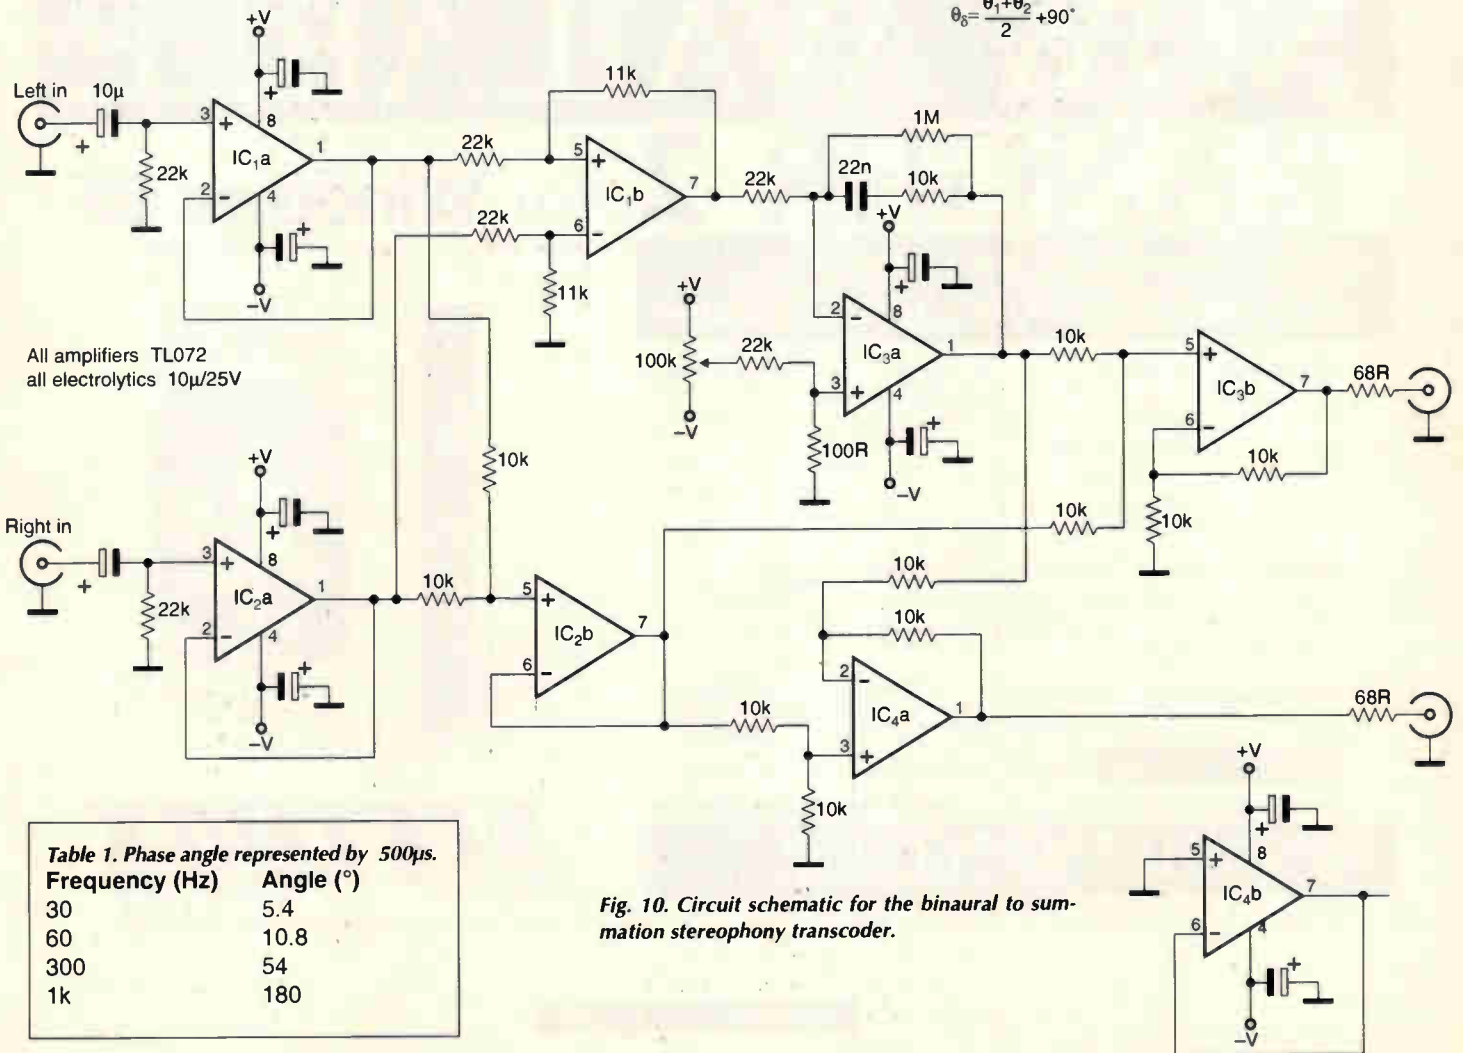 θδ= θ1+θ2 / 2 +90°
+V
Left in
10µ
+
+
3
+
8
1
IC1a
22k
2
−
4
+
−V
11k
22k
5
+
7
IC1b
22k
6
−
11k
22k
1M
22n
10k
+V
+
+V
2
−
8
1
IC3a
100k
22k
3
+
4
+
−V
100R
−V
10k
5
+
7
IC3b
68R
6
−
10k
10k
10k
All amplifiers TL072
all electrolytics 10µ/25V
10k
+V
Right in
+
+
3
+
8
1
IC2a
22k
2
−
4
+
−V
10k
5
+
7
IC2b
6
−
10k
10k
2
−
1
IC4a
10k
3
+
10k
68R
+V
+
5
+
8
7
IC4b
6
−
4
+
−V
Table 1. Phase angle represented by 500µs.
Frequency (Hz) Angle (°)
30 5.4
60 10.8
300 54
1k 180
Fig. 10. Circuit schematic for the binaural to sum-
mation stereophony transcoder.